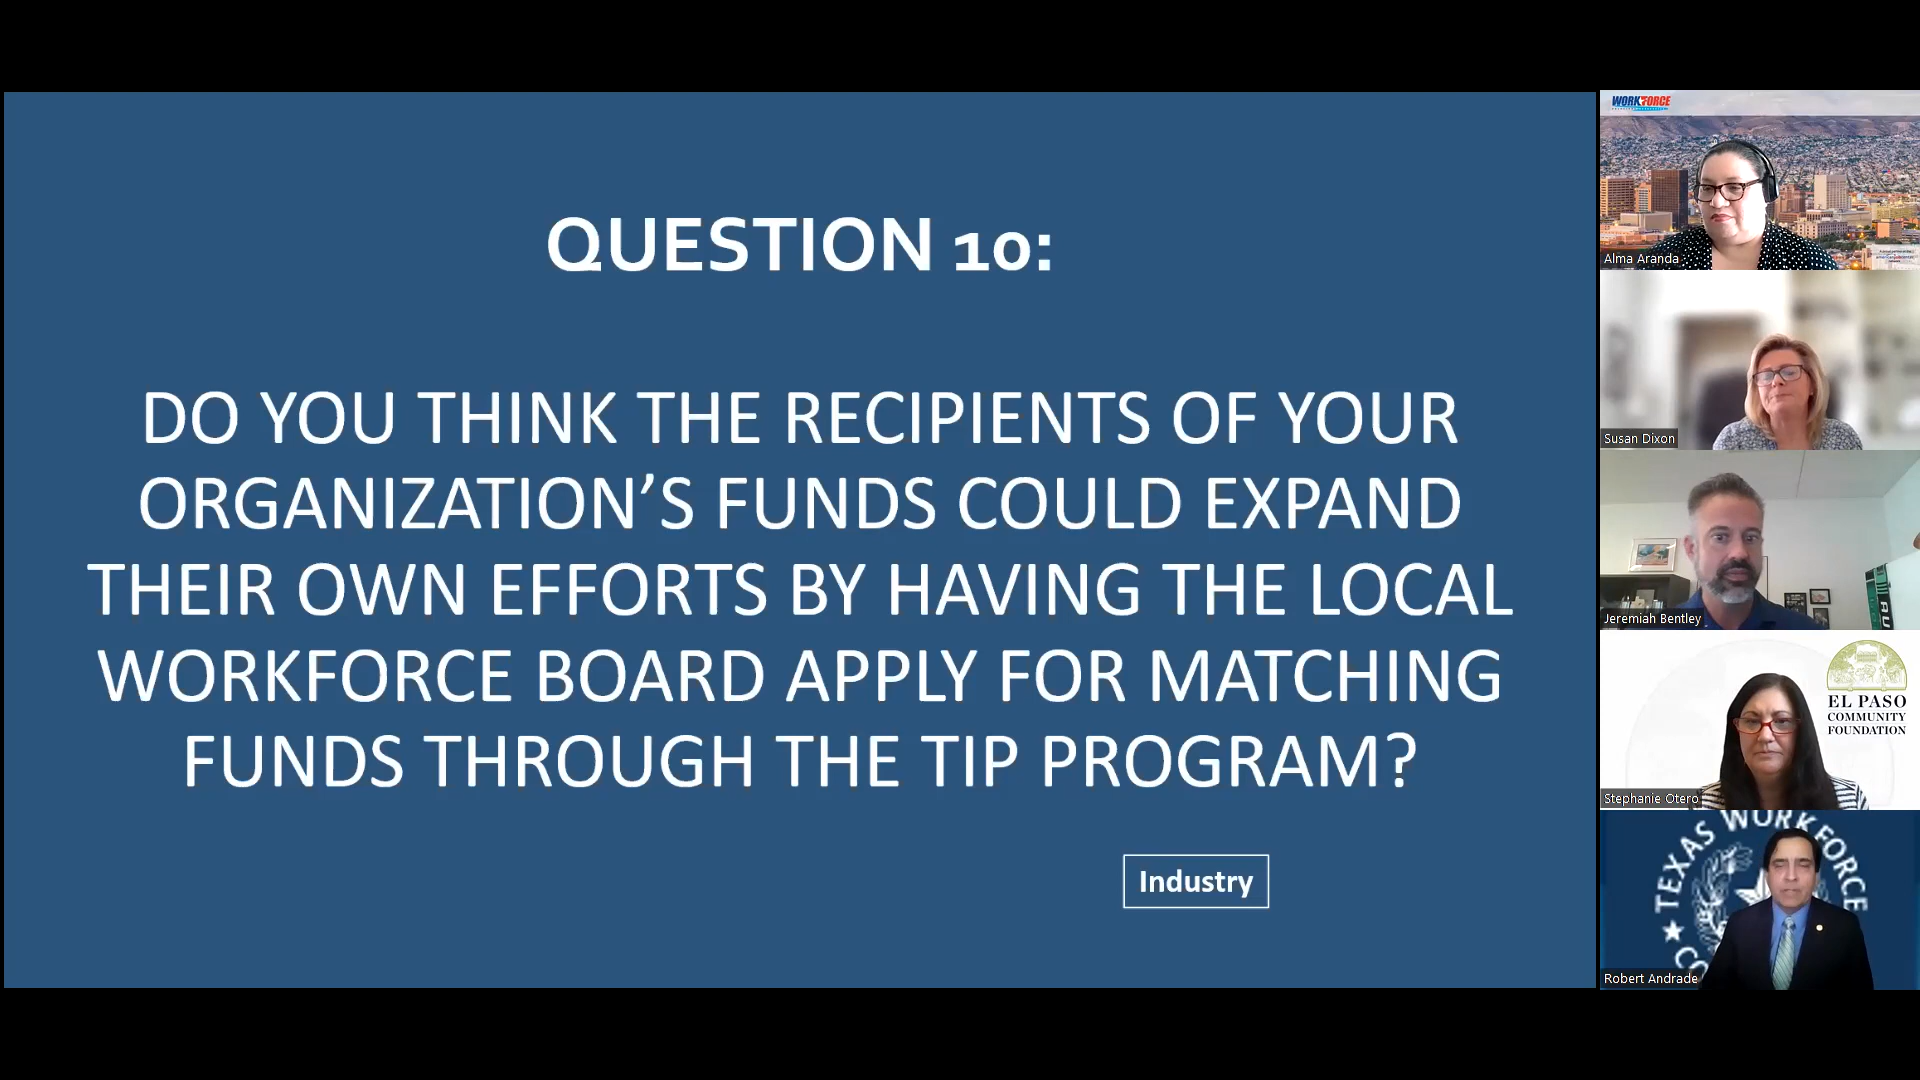 QUESTION 10:
DO YOU THINK THE RECIPIENTS OF YOUR
ORGANIZATION’S FUNDS COULD EXPAND
THEIR OWN EFFORTS BY HAVING THE LOCAL
WORKFORCE BOARD APPLY FOR MATCHING
FUNDS THROUGH THE TIP PROGRAM?
Industry
WORKFORCE
Alma Aranda
Susan Dixon
Jeremiah Bentley
EL PASO
COMMUNITY
FOUNDATION
Stephanie Otero
TEXAS WORKFORCE
CO
Robert Andrade